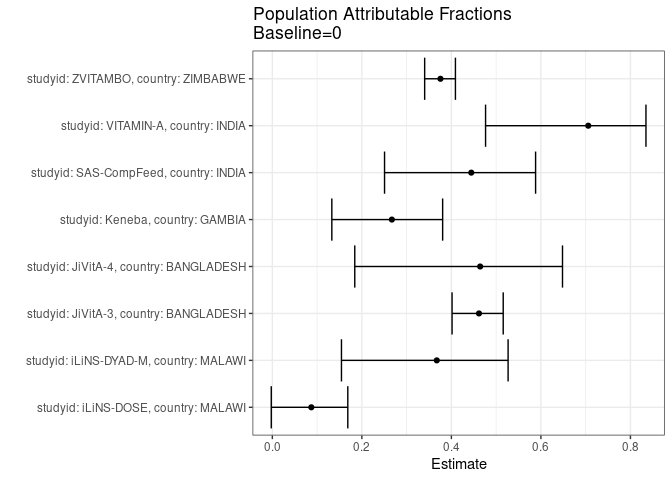 Population Attributable Fractions
Baseline=0
studyid: ZVITAMBO, country: ZIMBABWE
studyid: VITAMIN-A, country: INDIA
studyid: SAS-CompFeed, country: INDIA
studyid: Keneba, country: GAMBIA
studyid: JiVitA-4, country: BANGLADESH
studyid: JiVitA-3, country: BANGLADESH
studyid: iLiNS-DYAD-M, country: MALAWI
studyid: iLiNS-DOSE, country: MALAWI
0.0 0.2 0.4 0.6 0.8
Estimate